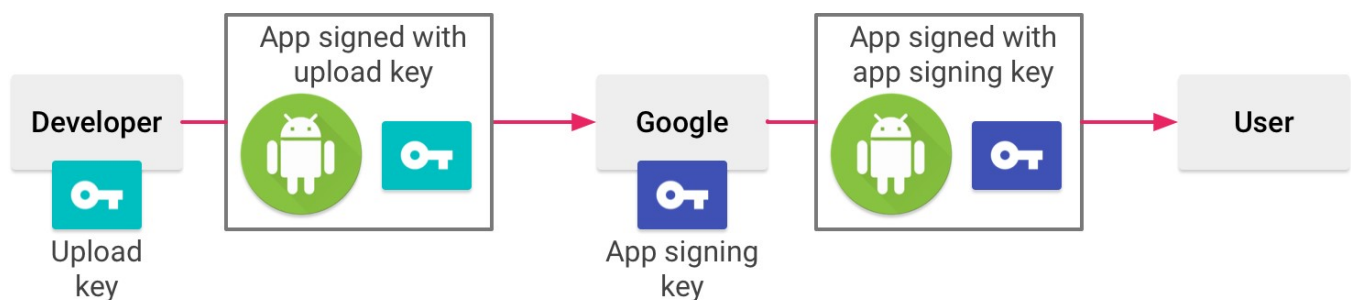 App signed with
upload key
App signed with
app signing key
Developer
Google
User
Upload
key
App signing
key